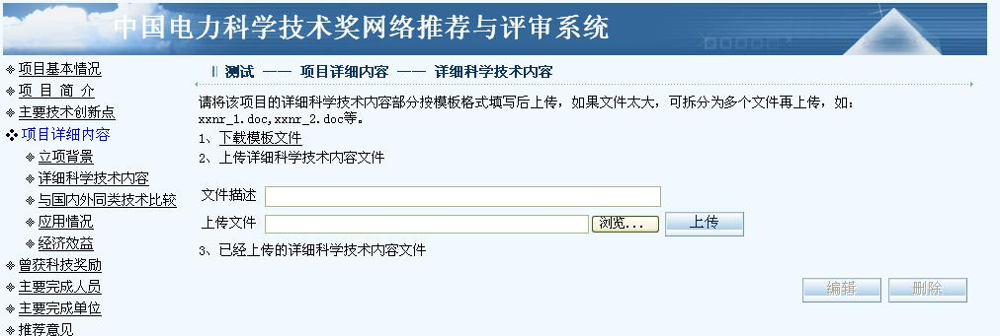 中国电力科学技术奖网络推荐与评审系统
项目基本情况
项 目 简 介
主要技术创新点
项目详细内容
立项背景
详细科学技术内容
与国内外同类技术比较
应用情况
经济效益
曾获科技奖励
主要完成人员
主要完成单位
推荐意见
测试 —— 项目详细内容 —— 详细科学技术内容
请将该项目的详细科学技术内容部分按模板格式填写后上传，如果文件太大，可拆分为多个文件再上传，如：
xxnr_1.doc,xxnr_2.doc等。
1、下载模板文件
2、上传详细科学技术内容文件
文件描述
上传文件 浏览... 上传
3、已经上传的详细科学技术内容文件
编辑 删除